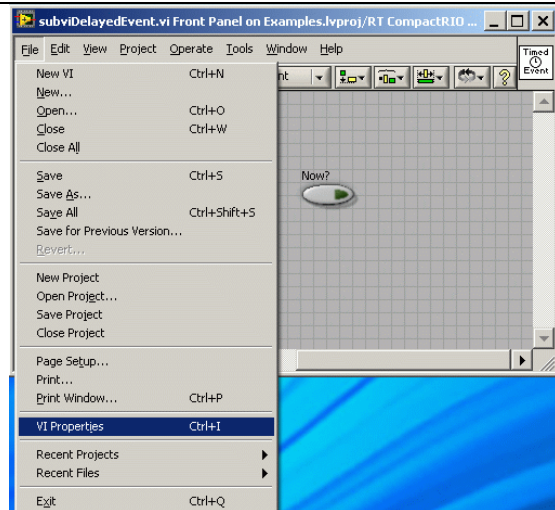 subviDelayedEvent.vi Front Panel on Examples.lvproj/RT CompactRIO ...
File Edit View Project Operate Tools Window Help
Timed
Event
nt
New VI Ctrl+N
New...
Open... Ctrl+O
Close Ctrl+W
Close All
Save Ctrl+S
Save As...
Save All Ctrl+Shift+S
Save for Previous Version...
Revert...
New Project
Open Project...
Save Project
Close Project
Page Setup...
Print...
Print Window... Ctrl+P
VI Properties Ctrl+I
Recent Projects
Recent Files
Exit Ctrl+Q
Now?